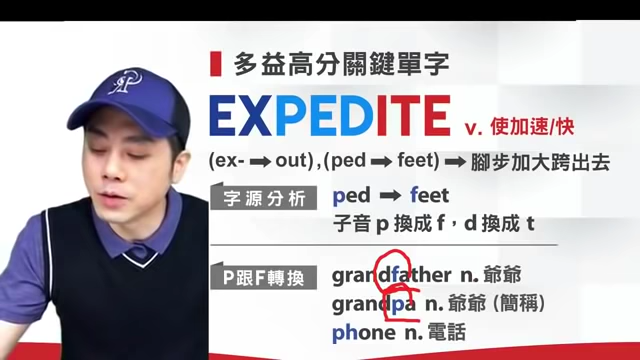 多益高分關鍵單字
EXPEDITE v. 使加速/快
(ex- ➡ out),(ped ➡ feet) ➡ 腳步加大跨出去
字源分析 ped ➡ feet
子音 p 換成 f，d 換成 t
P跟F轉換 grandfather n. 爺爺
grandpa n. 爺爺 (簡稱)
phone n. 電話